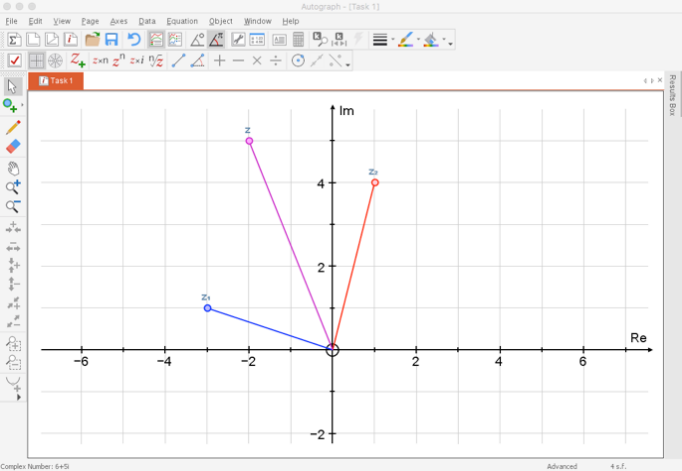 Autograph - [Task 1]
File Edit View Page Axes Data Equation Object Window Help
z×n zⁿ z×i ⁿ√z
Task 1
Results Box
Im
z
z₂
4
2
z₁
Re
−6 −4 −2 2 4 6
−2
Complex Number: 6+5i Advanced 4 s.f.